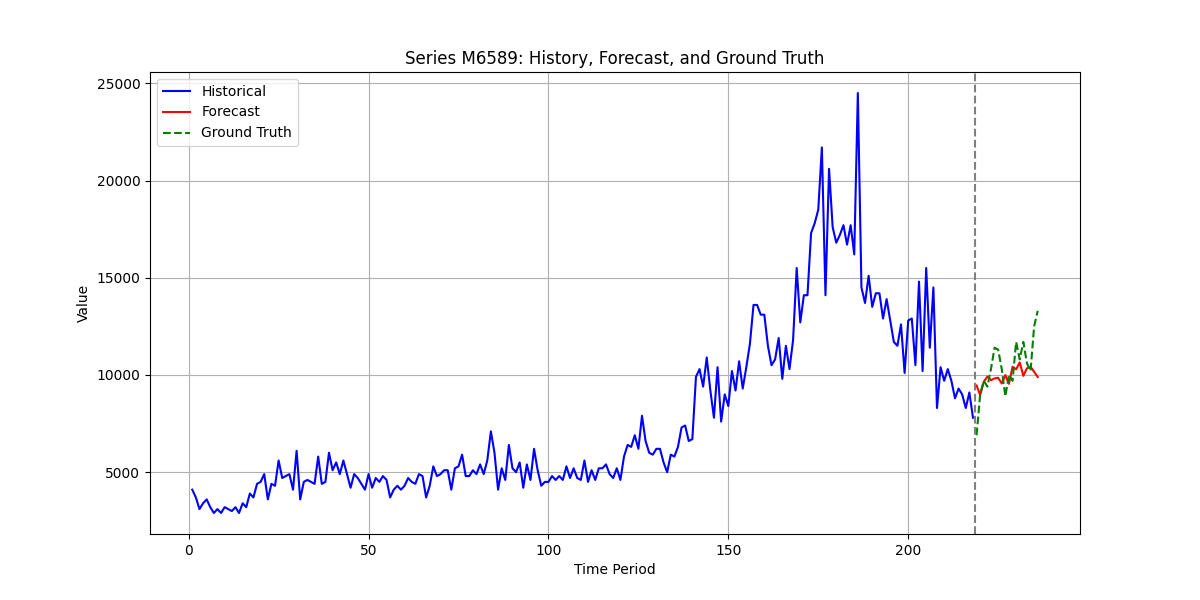 Series M6589: History, Forecast, and Ground Truth
Historical
Forecast
Ground Truth
25000
20000
15000
10000
5000
Value
0
50
100
150
200
Time Period